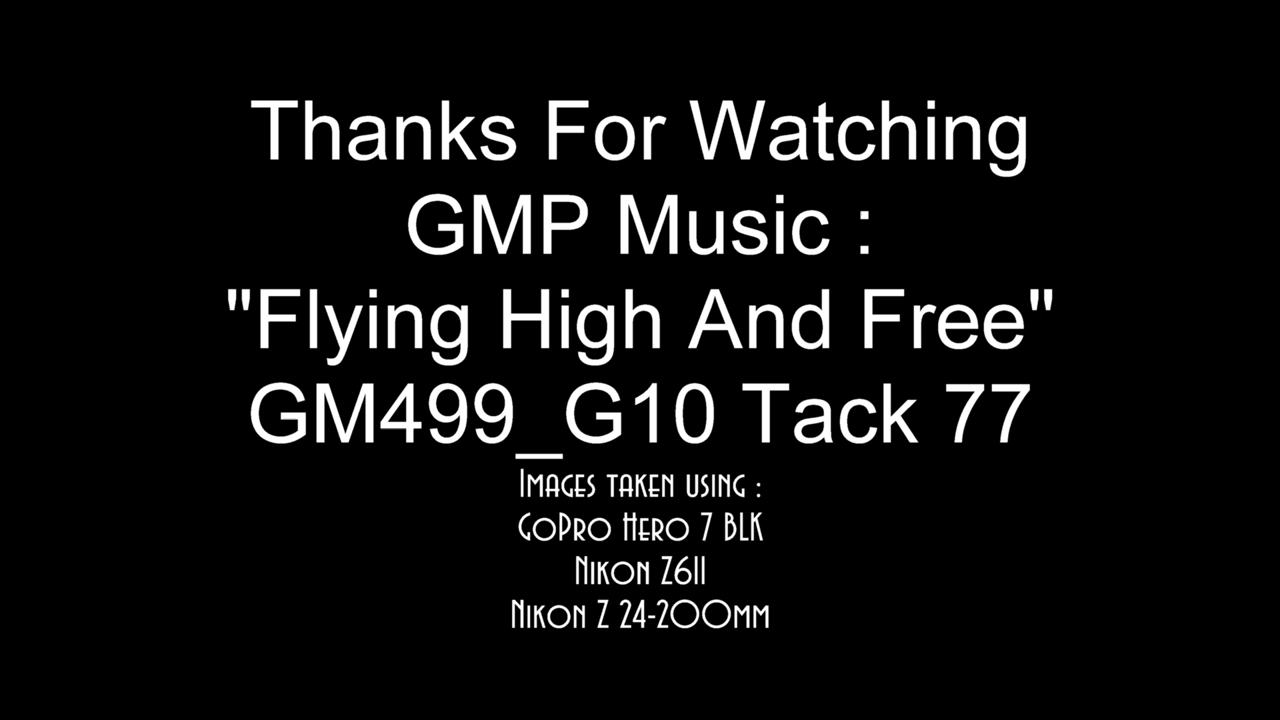 Thanks For Watching
GMP Music :
"Flying High And Free"
GM499_G10 Tack 77
Images taken using :
GoPro Hero 7 BLK
Nikon Z6II
Nikon Z 24-200mm